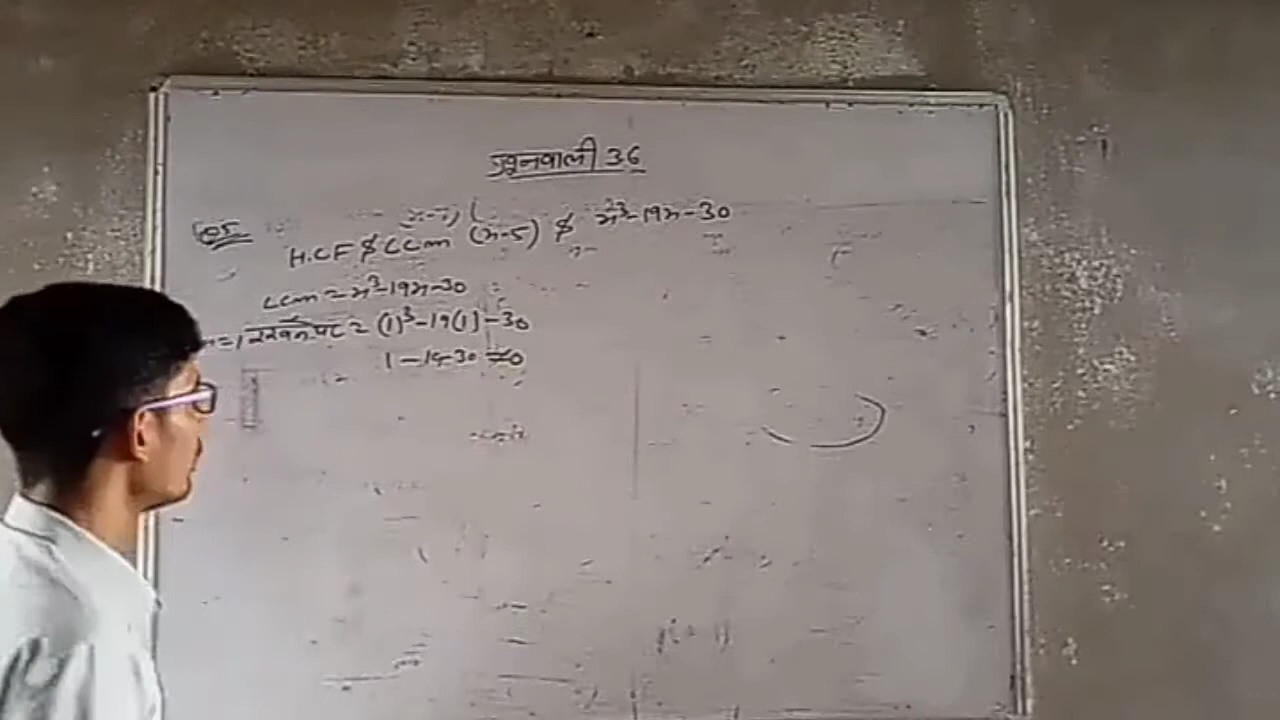 प्रश्नावली 36
H.C.F & LCM (x-5) & x³-19x-30
LCM = x³-19x-30
x=1 रखने पर = (1)³-19(1)-30
1-19-30 ≠0